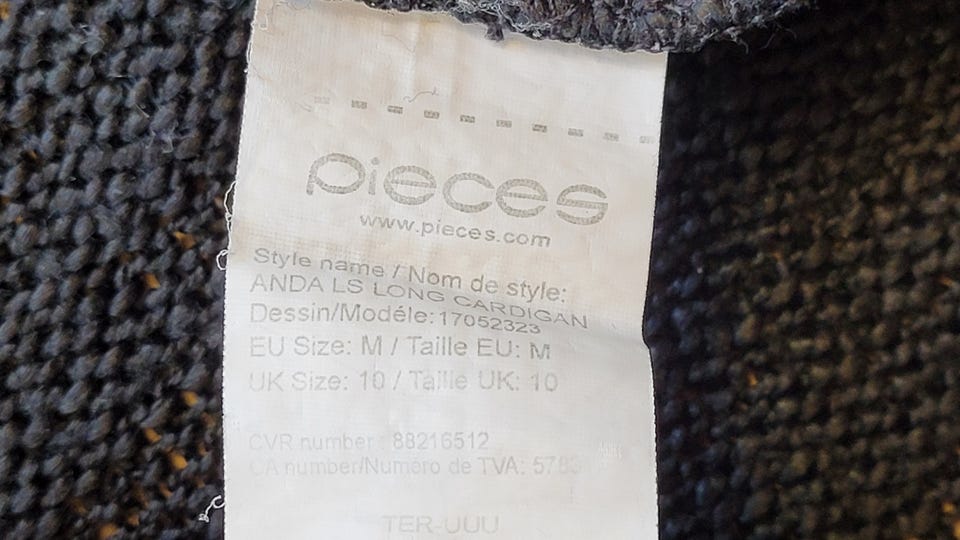 pieces
www.pieces.com
Style name / Nom de style:
ANDA LS LONG CARDIGAN
Dessin/Modéle: 17052323
EU Size: M / Taille EU: M
UK Size: 10 / Taille UK: 10
CVR number : 88216512
CA number/Numéro de TVA: 5783
TER-UUU